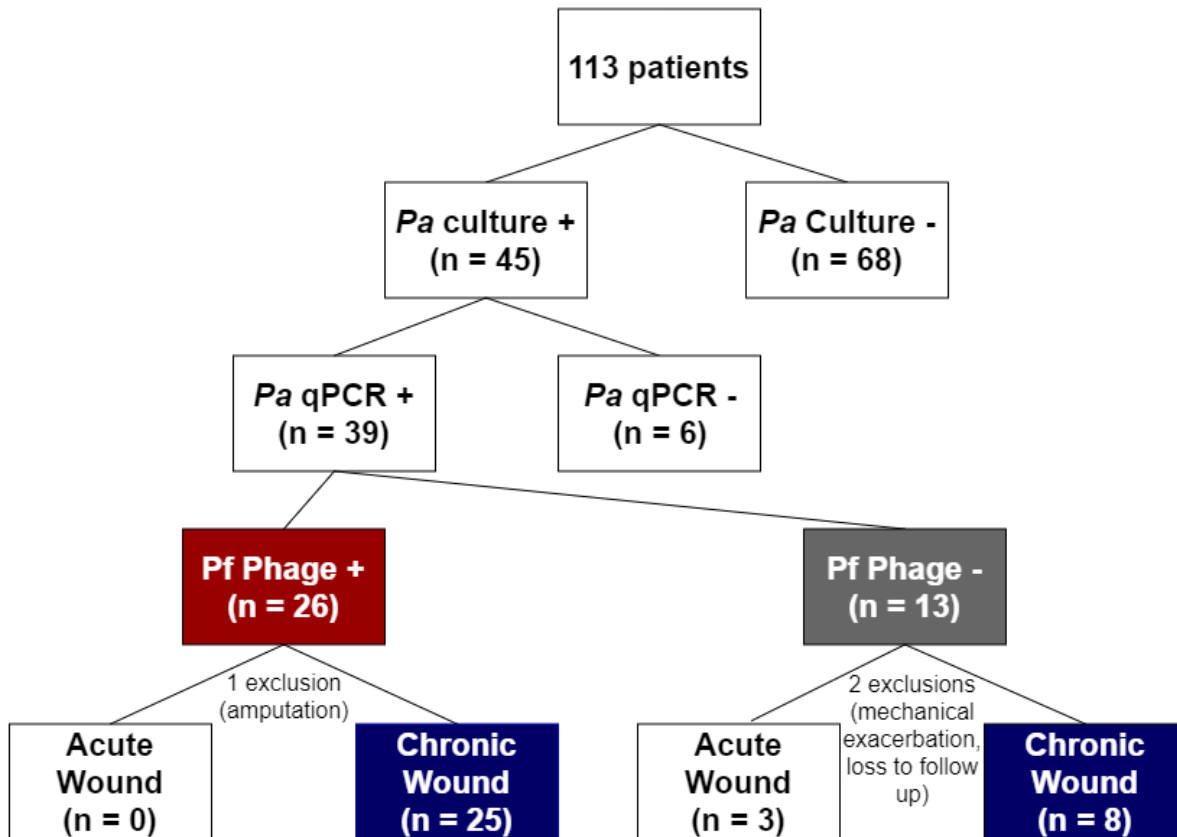 113 patients
Pa culture +
(n = 45)
Pa Culture -
(n = 68)
Pa qPCR +
(n = 39)
Pa qPCR -
(n = 6)
Pf Phage +
(n = 26)
Pf Phage -
(n = 13)
1 exclusion
(amputation)
2 exclusions
(mechanical
exacerbation,
loss to follow
up)
Acute
Wound
(n = 0)
Chronic
Wound
(n = 25)
Acute
Wound
(n = 3)
Chronic
Wound
(n = 8)